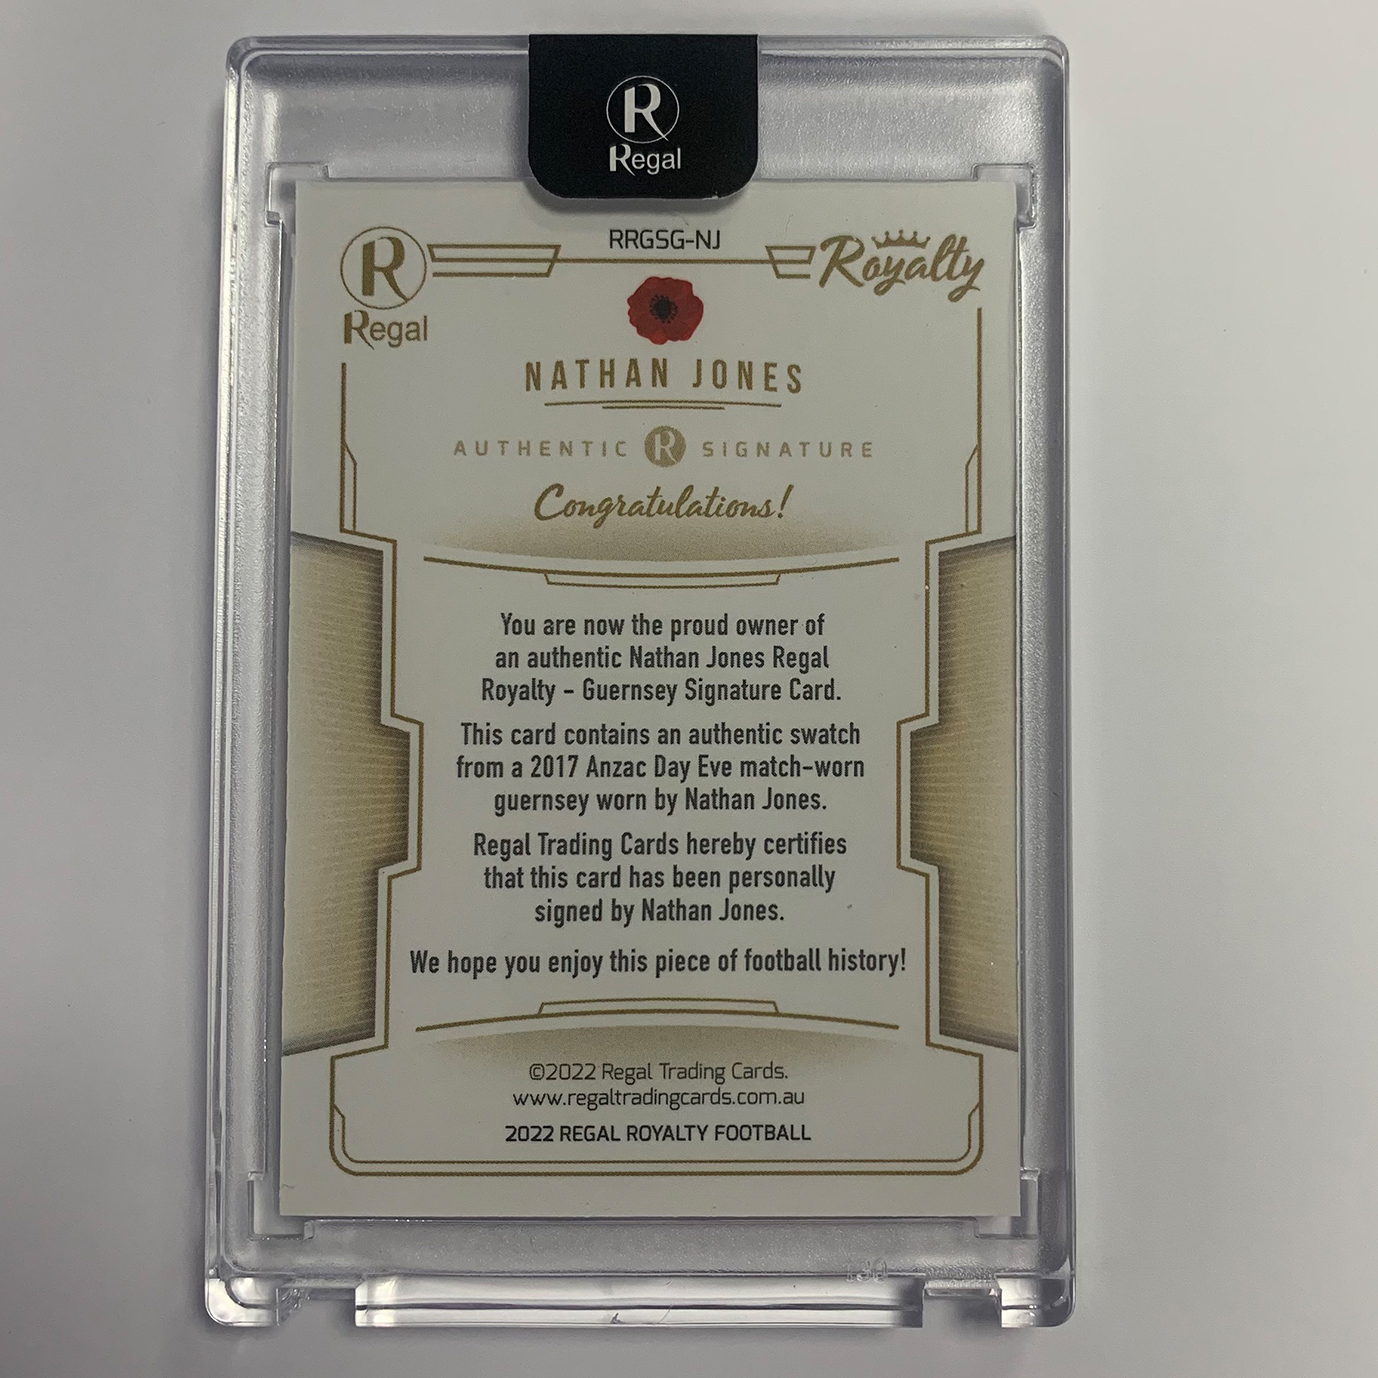 R
Regal
RRGSG-NJ
R
Regal
Royalty
NATHAN JONES
AUTHENTIC R SIGNATURE
Congratulations!
You are now the proud owner of
an authentic Nathan Jones Regal
Royalty – Guernsey Signature Card.
This card contains an authentic swatch
from a 2017 Anzac Day Eve match-worn
guernsey worn by Nathan Jones.
Regal Trading Cards hereby certifies
that this card has been personally
signed by Nathan Jones.
We hope you enjoy this piece of football history!
©2022 Regal Trading Cards.
www.regaltradingcards.com.au
2022 REGAL ROYALTY FOOTBALL